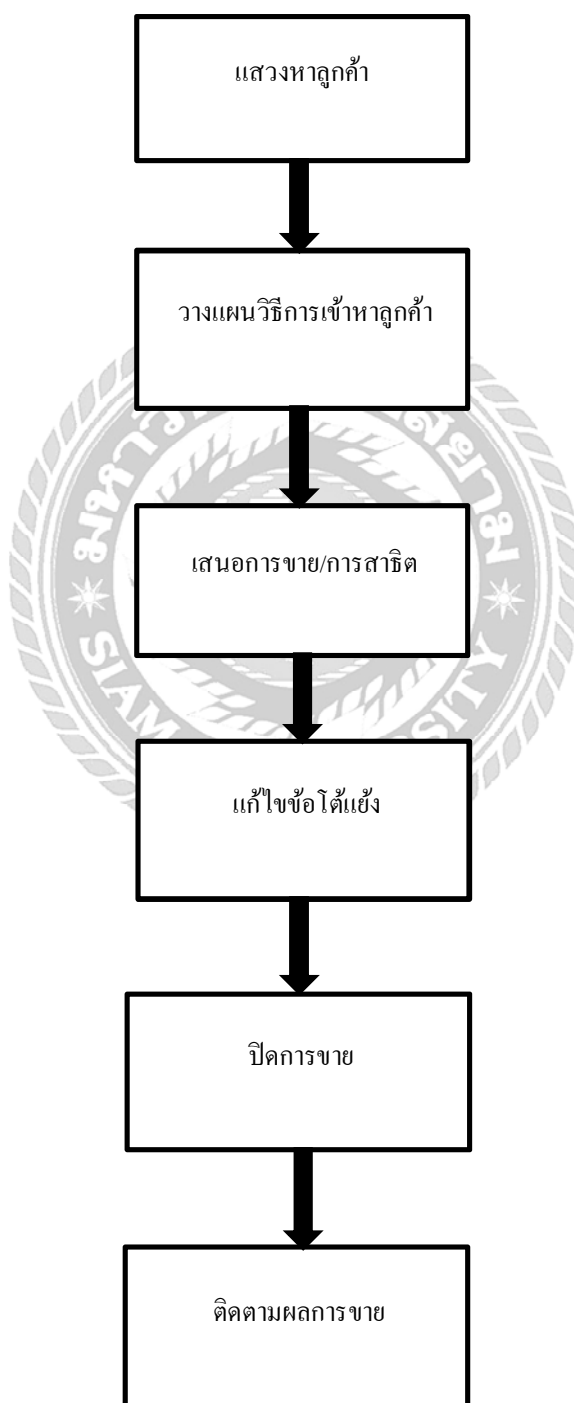 แสวงหาลูกค้า
วางแผนวิธีการเข้าหาลูกค้า
เสนอการขาย/การสาธิต
แก้ไขข้อโต้แย้ง
ปิดการขาย
ติดตามผลการขาย